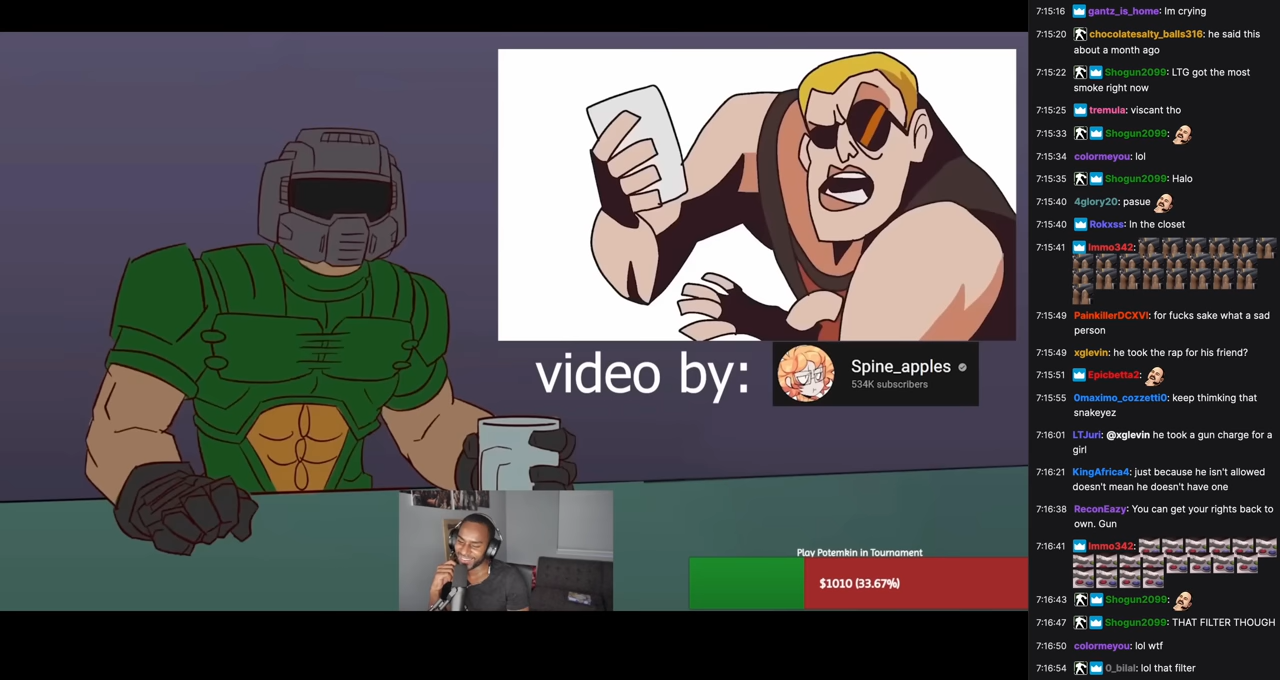 video by:
Spine_apples
534K subscribers
Play Potemkin in Tournament
$1010 (33.67%)
7:15:16 gantz_is_home: Im crying
7:15:20 chocolatesalty_balls316: he said this
about a month ago
7:15:22 Shogun2099: LTG got the most
smoke right now
7:15:25 tremula: viscant tho
7:15:33 Shogun2099:
7:15:34 colormeyou: lol
7:15:35 Shogun2099: Halo
7:15:40 4glory20: pasue
7:15:40 Rokxss: In the closet
7:15:41 Immo342:
7:15:49 PainkillerDCXVI: for fucks sake what a sad
person
7:15:49 xglevin: he took the rap for his friend?
7:15:51 Epicbetta2:
7:15:55 0maximo_cozzetti0: keep thimking that
snakeyez
7:16:01 LTJuri: @xglevin he took a gun charge for a
girl
7:16:21 KingAfrica4: just because he isn't allowed
doesn't mean he doesn't have one
7:16:38 ReconEazy: You can get your rights back to
own. Gun
7:16:41 Immo342:
7:16:43 Shogun2099:
7:16:47 Shogun2099: THAT FILTER THOUGH
7:16:50 colormeyou: lol wtf
7:16:54 0_bilal: lol that filter